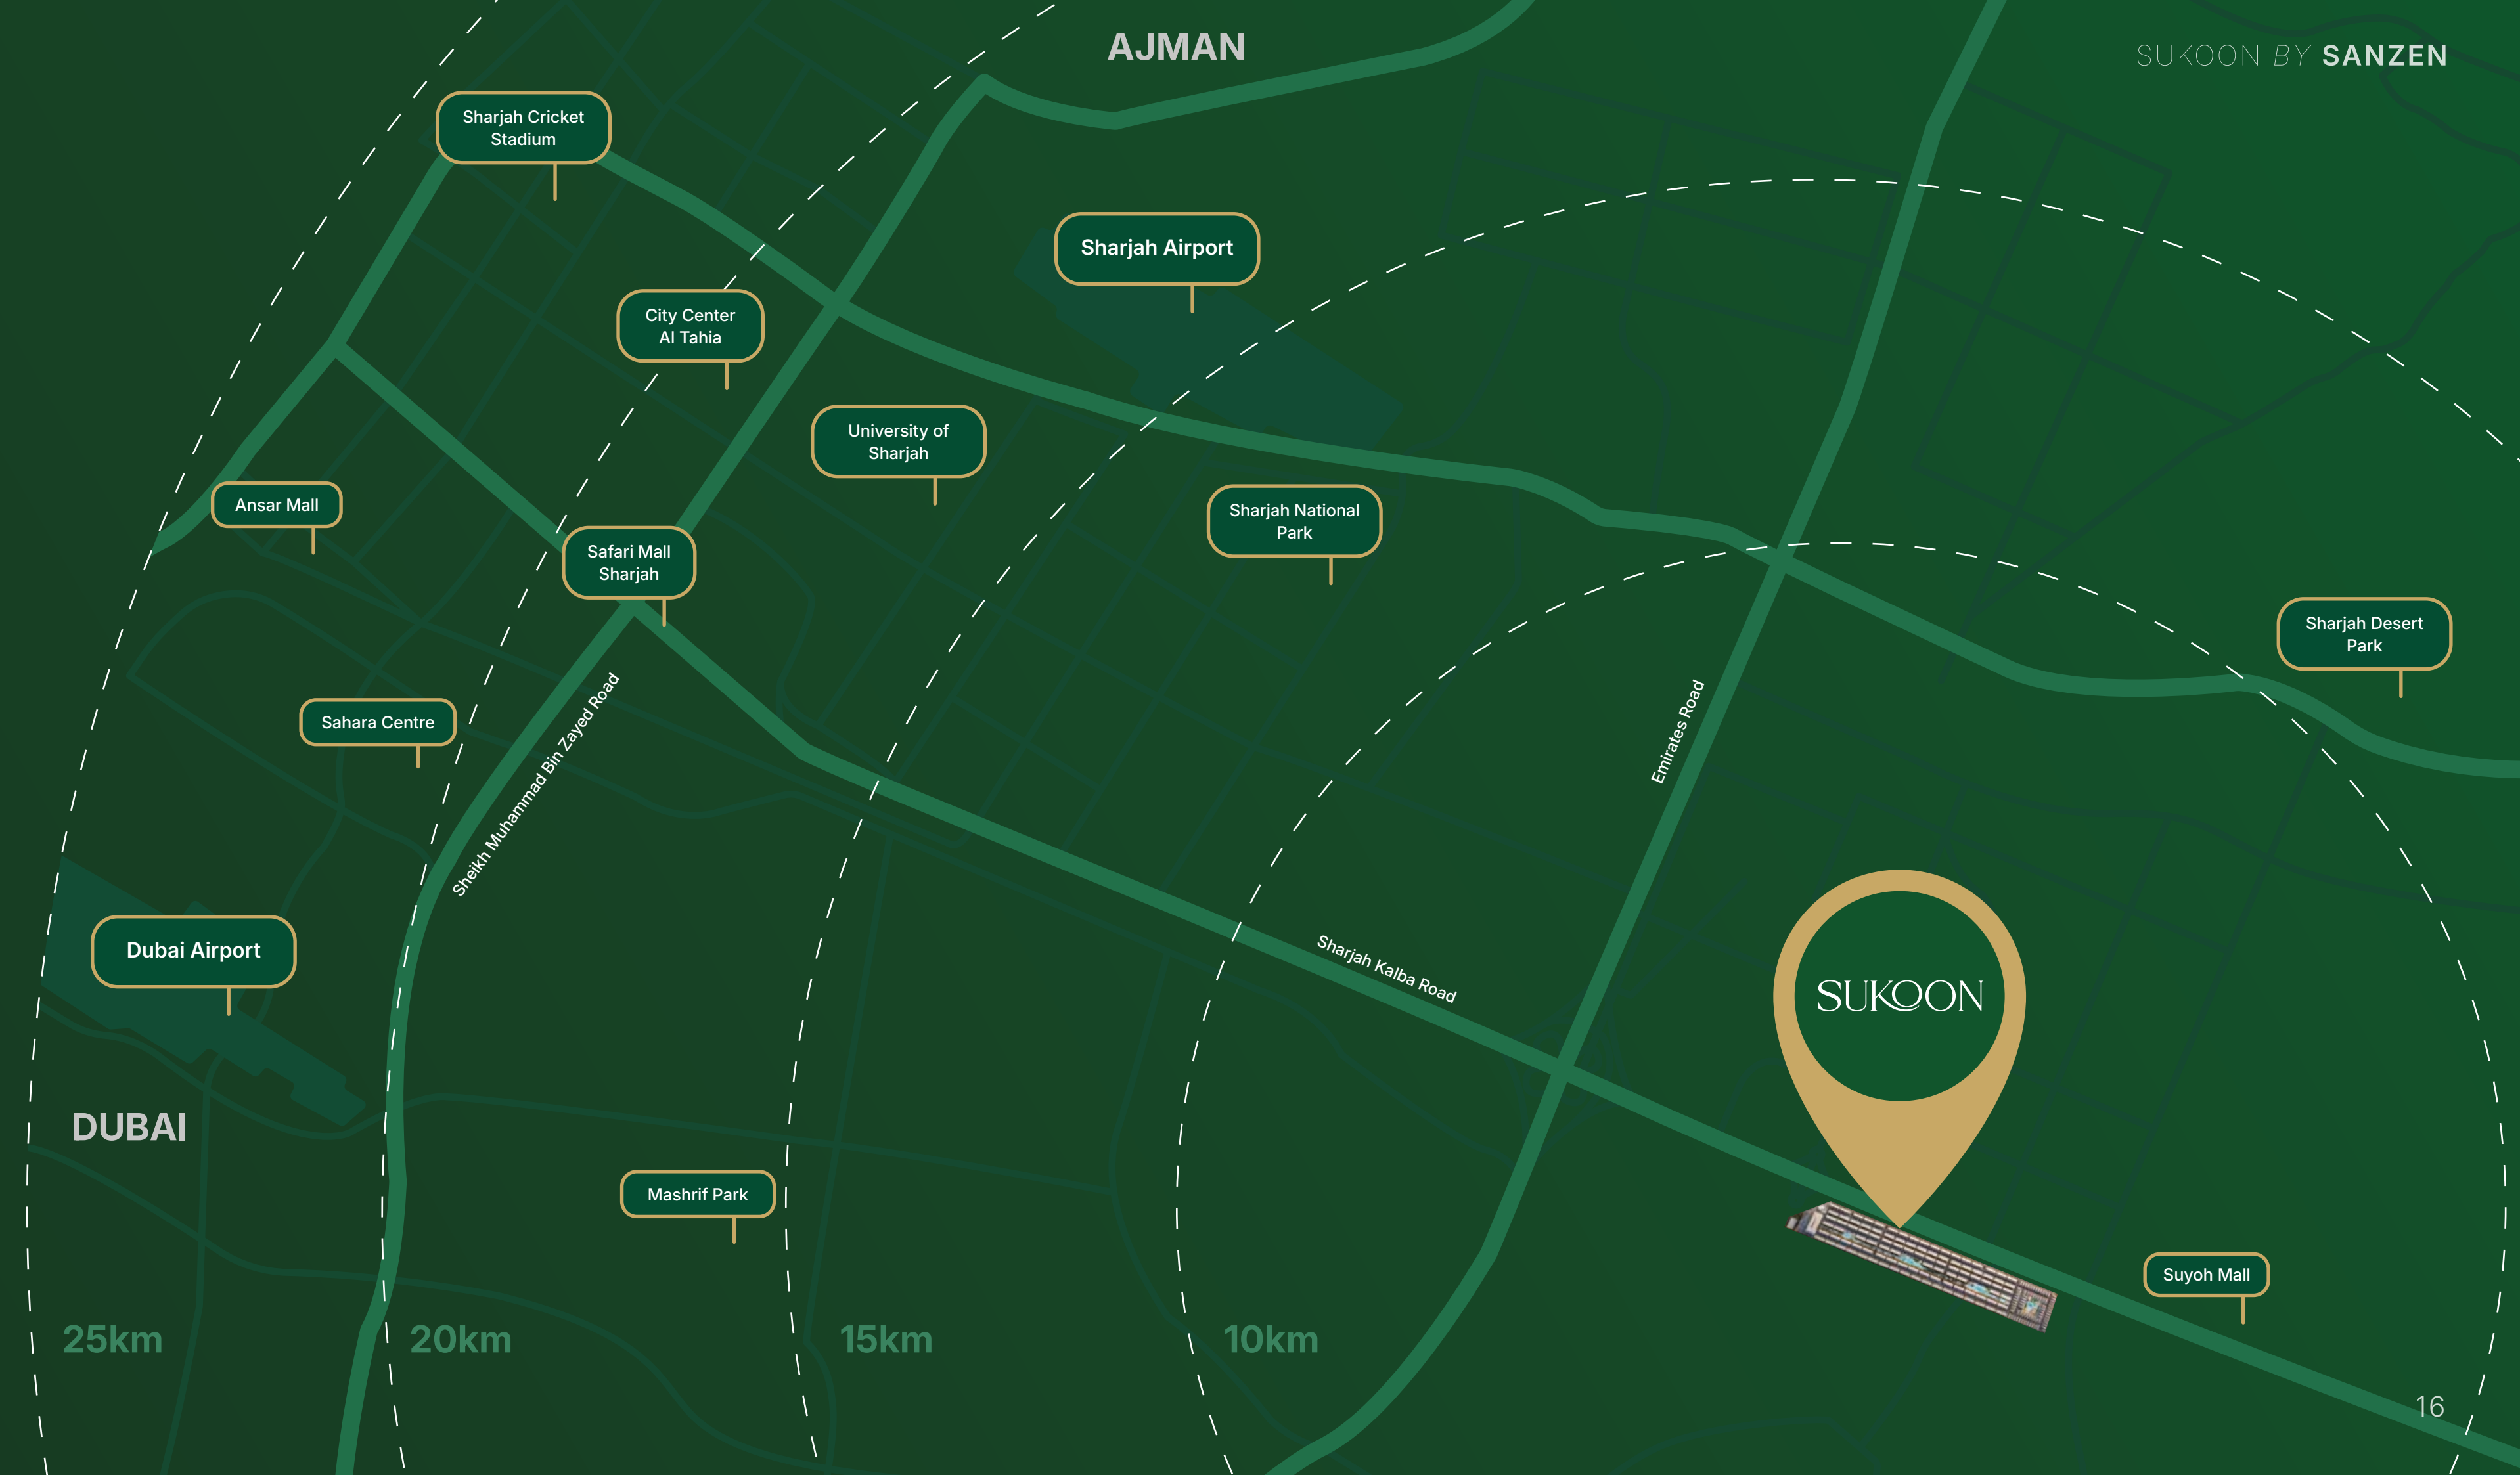 AJMAN
SUKOON BY SANZEN
Sharjah Cricket
Stadium
Sharjah Airport
City Center
Al Tahia
University of
Sharjah
Ansar Mall
Sharjah National
Park
Safari Mall
Sharjah
Sharjah Desert
Park
Sahara Centre
Sheikh Muhammad Bin Zayed Road
Emirates Road
Dubai Airport
Sharjah Kalba Road
SUKOON
DUBAI
Mashrif Park
Suyoh Mall
25km
20km
15km
10km
16